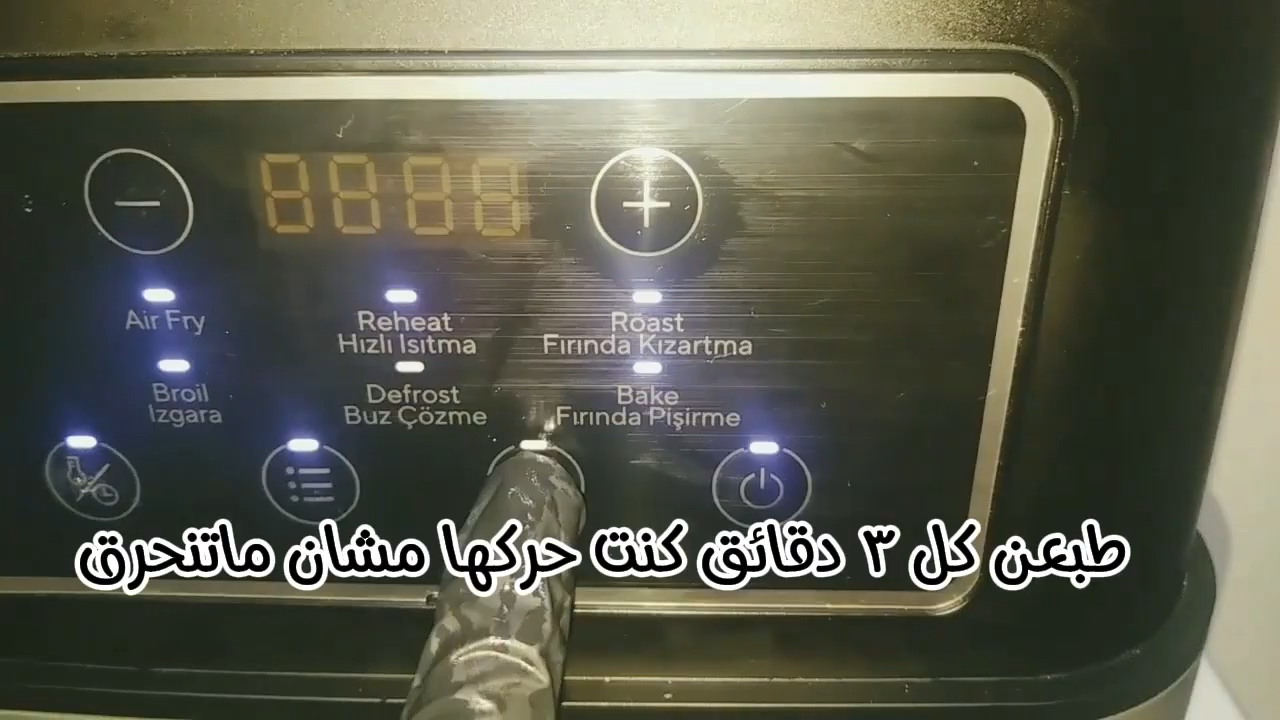 8888
Air Fry
Reheat
Hızlı Isıtma
Roast
Fırında Kızartma
Broil
Izgara
Defrost
Buz Çözme
Bake
Fırında Pişirme
طبعن كل ٣ دقائق كنت حركها مشان ماتنحرق